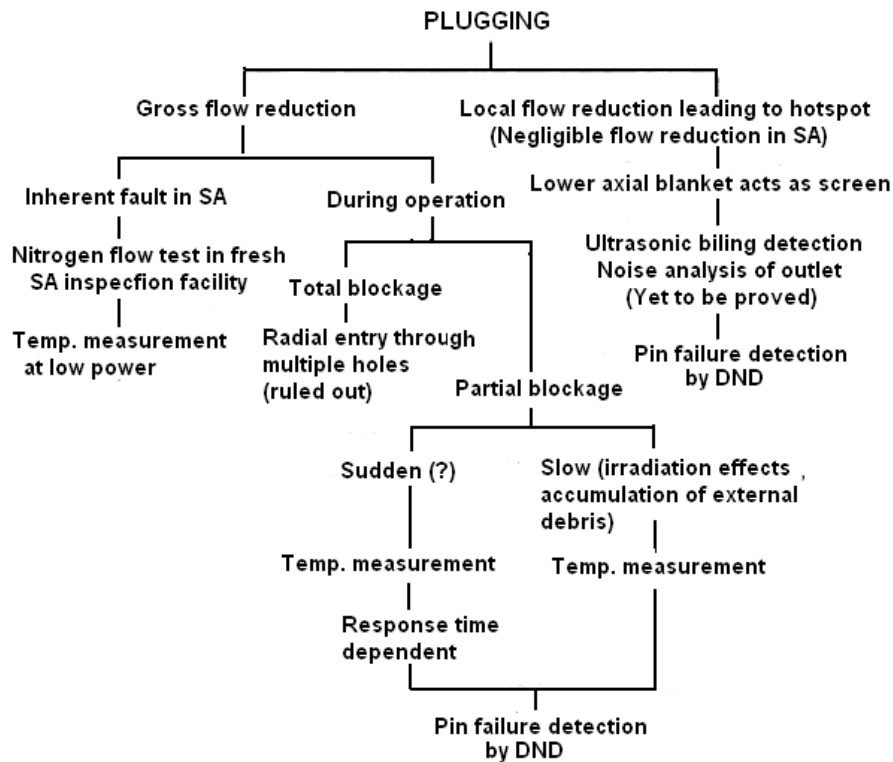 PLUGGING
Gross flow reduction
Local flow reduction leading to hotspot
(Negligible flow reduction in SA)
Inherent fault in SA
During operation
Lower axial blanket acts as screen
Nitrogen flow test in fresh
SA inspecfion facility
Total blockage
Ultrasonic biling detection
Noise analysis of outlet
(Yet to be proved)
Temp. measurement
at low power
Radial entry through
multiple holes
(ruled out)
Pin failure detection
by DND
Partial blockage
Sudden (?)
Slow (irradiation effects ,
accumulation of external
debris)
Temp. measurement
Temp. measurement
Response time
dependent
Pin failure detection
by DND